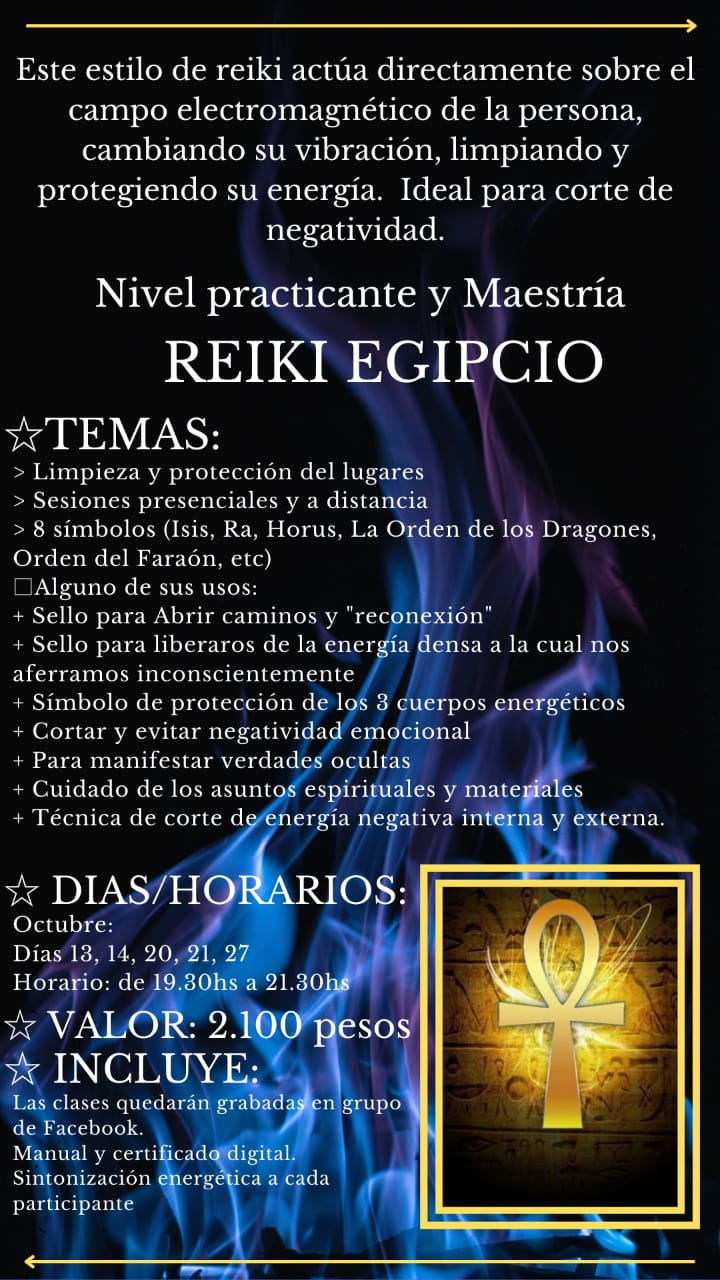 Este estilo de reiki actúa directamente sobre el
campo electromagnético de la persona,
cambiando su vibración, limpiando y
protegiendo su energía.  Ideal para corte de
negatividad.
Nivel practicante y Maestría
REIKI EGIPCIO
☆TEMAS:
> Limpieza y protección del lugares
> Sesiones presenciales y a distancia
> 8 símbolos (Isis, Ra, Horus, La Orden de los Dragones,
Orden del Faraón, etc)
□Alguno de sus usos:
+ Sello para Abrir caminos y "reconexión"
+ Sello para liberaros de la energía densa a la cual nos
aferramos inconscientemente
+ Símbolo de protección de los 3 cuerpos energéticos
+ Cortar y evitar negatividad emocional
+ Para manifestar verdades ocultas
+ Cuidado de los asuntos espirituales y materiales
+ Técnica de corte de energía negativa interna y externa.
☆ DIAS/HORARIOS:
Octubre:
Días 13, 14, 20, 21, 27
Horario: de 19.30hs a 21.30hs
☆ VALOR: 2.100 pesos
☆ INCLUYE:
Las clases quedarán grabadas en grupo
de Facebook.
Manual y certificado digital.
Sintonización energética a cada
participante